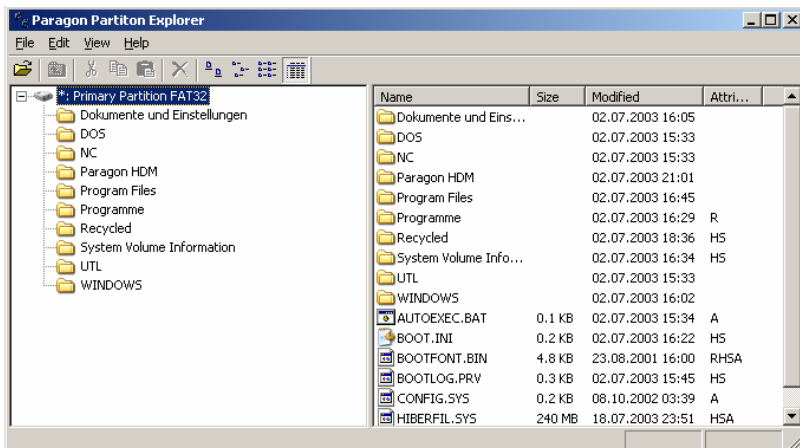 Paragon Partiton Explorer
File Edit View Help
*: Primary Partition FAT32
Dokumente und Einstellungen
DOS
NC
Paragon HDM
Program Files
Programme
Recycled
System Volume Information
UTL
WINDOWS
Name Size Modified Attri...
Dokumente und Eins... 02.07.2003 16:05
DOS 02.07.2003 15:33
NC 02.07.2003 15:33
Paragon HDM 02.07.2003 21:01
Program Files 02.07.2003 16:45
Programme 02.07.2003 16:29 R
Recycled 02.07.2003 18:36 HS
System Volume Info... 02.07.2003 16:34 HS
UTL 02.07.2003 15:33
WINDOWS 02.07.2003 16:02
AUTOEXEC.BAT 0.1 KB 02.07.2003 15:34 A
BOOT.INI 0.2 KB 02.07.2003 16:22 HS
BOOTFONT.BIN 4.8 KB 23.08.2001 16:00 RHSA
BOOTLOG.PRV 0.3 KB 02.07.2003 15:45 HS
CONFIG.SYS 0.2 KB 08.10.2002 03:39 A
HIBERFIL.SYS 240 MB 18.07.2003 23:51 HSA